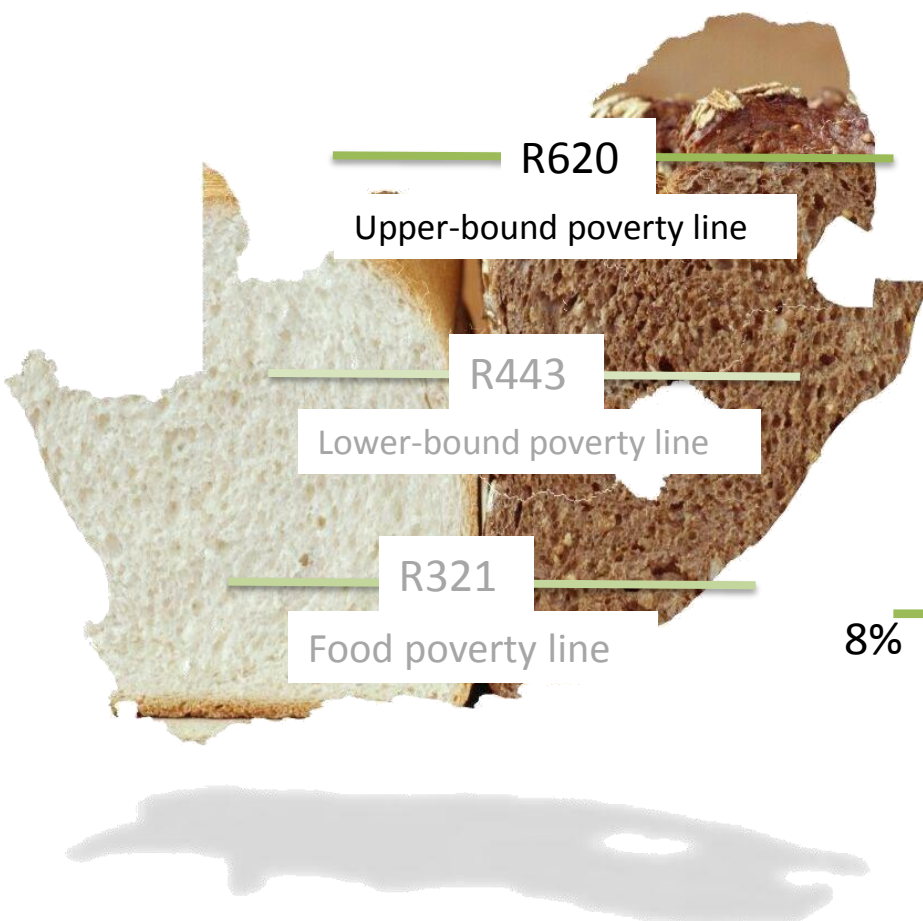 R620
Upper-bound poverty line
R443
Lower-bound poverty line
R321
Food poverty line
8%